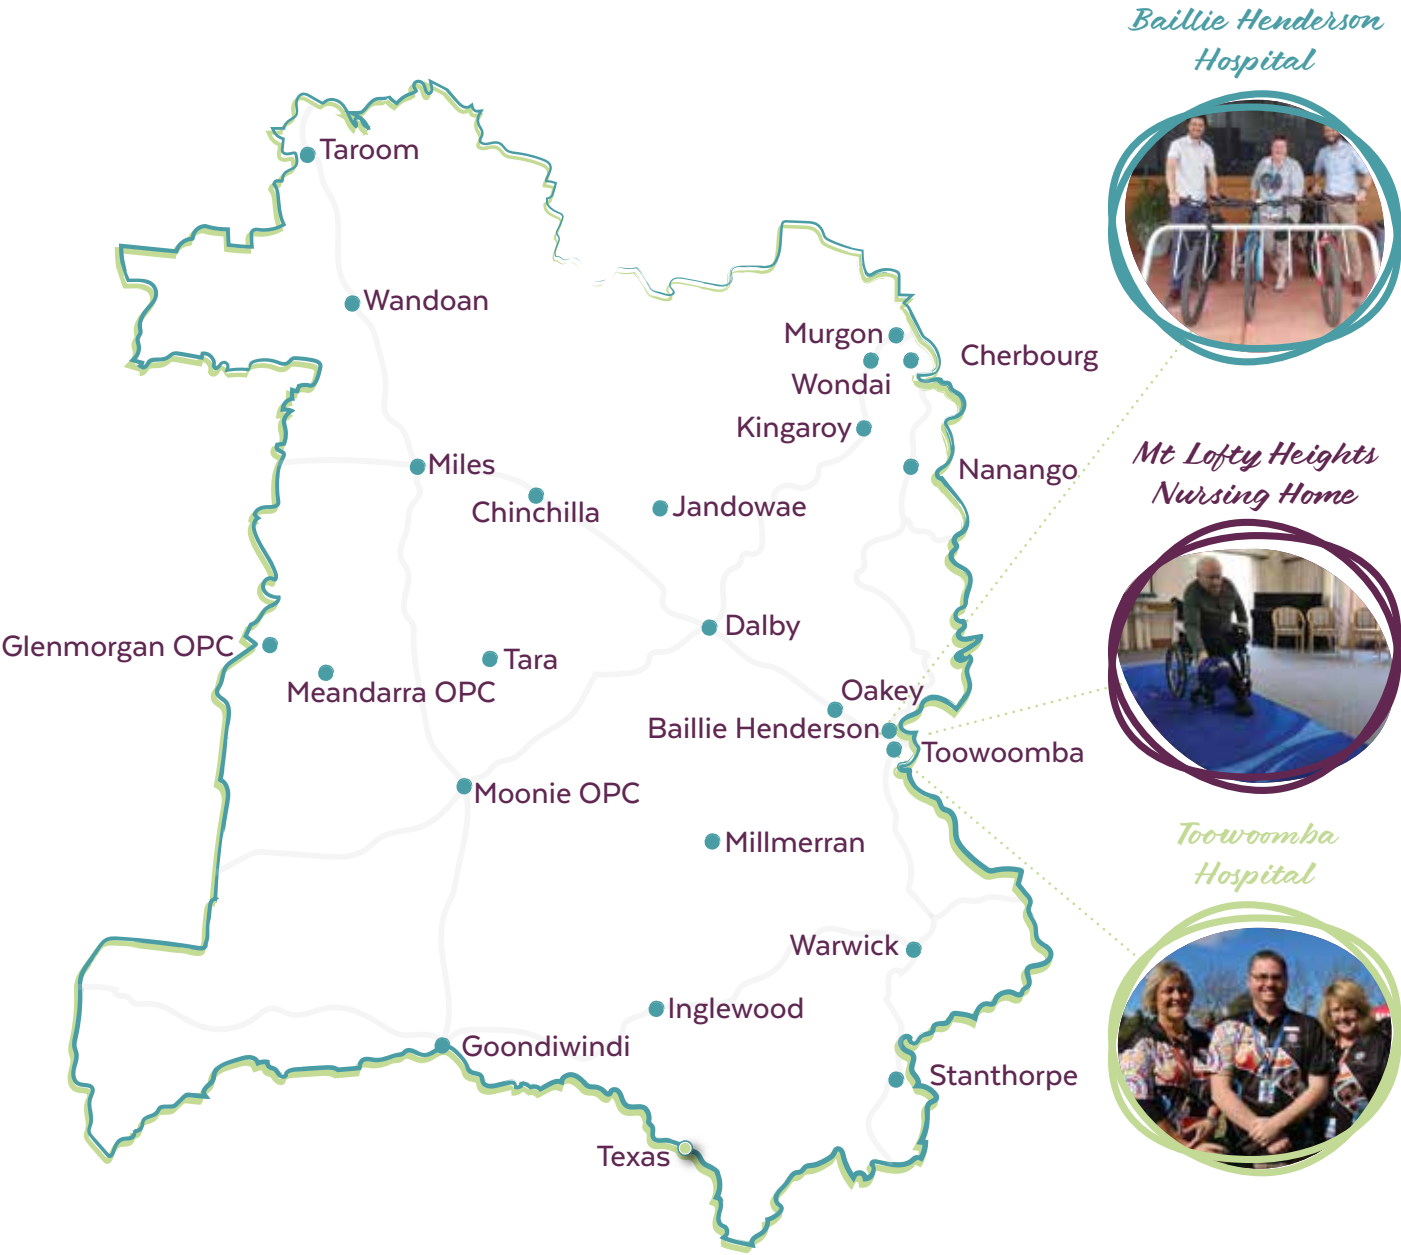 Baillie Henderson
Hospital
Taroom
Wandoan
Murgon
Cherbourg
Wondai
Kingaroy
Miles
Nanango
Chinchilla
Jandowae
Mt Lofty Heights
Nursing Home
Dalby
Glenmorgan OPC
Tara
Meandarra OPC
Oakey
Baillie Henderson
Toowoomba
Moonie OPC
Millmerran
Toowoomba
Hospital
Warwick
Inglewood
Goondiwindi
Stanthorpe
Texas